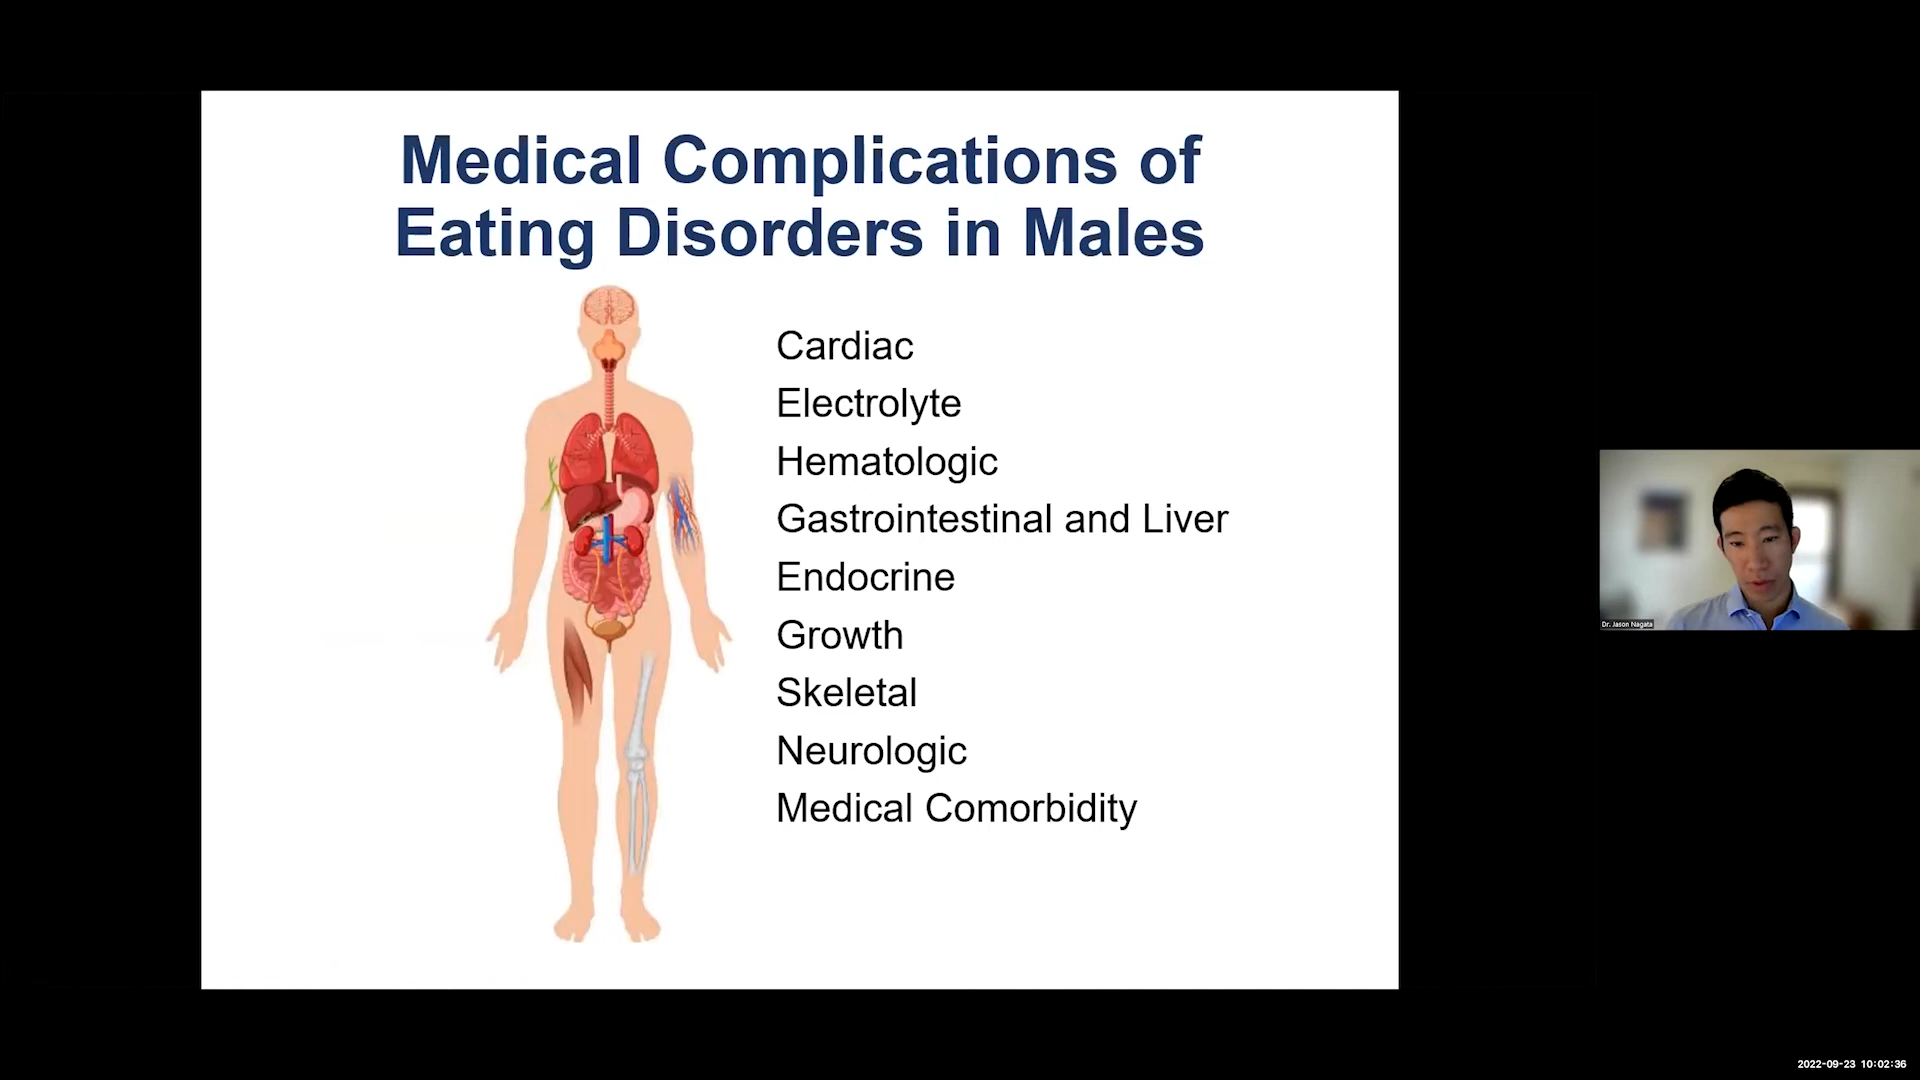 Medical Complications of
Eating Disorders in Males
Cardiac
Electrolyte
Hematologic
Gastrointestinal and Liver
Endocrine
Growth
Skeletal
Neurologic
Medical Comorbidity
Dr. Jason Nagata
2022-09-23 10:02:36